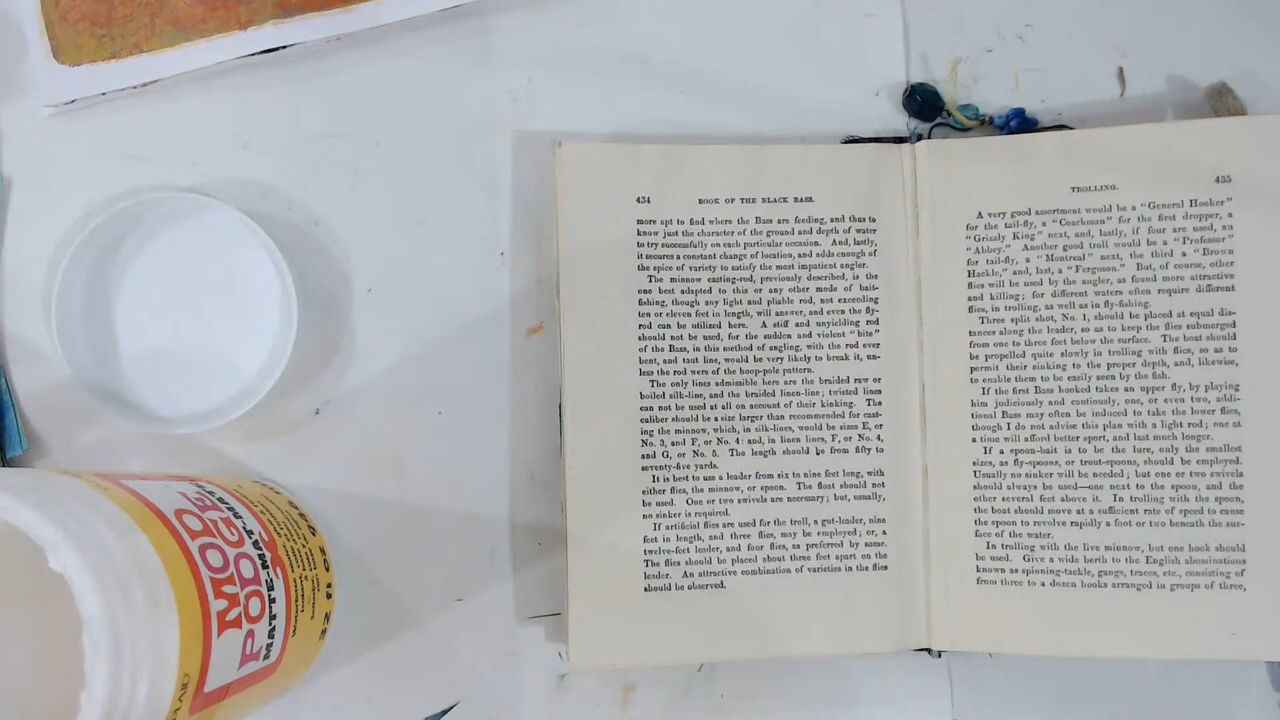 434 BOOK OF THE BLACK BASS.
more apt to find where the Bass are feeding, and thus to
know just the character of the ground and depth of water
to try successfully on each particular occasion. And, lastly,
it secures a constant change of location, and adds enough of
the spice of variety to satisfy the most impatient angler.
The minnow casting-rod, previously described, is the
one best adapted to this or any other mode of bait-
fishing, though any light and pliable rod, not exceeding
ten or eleven feet in length, will answer, and even the fly-
rod can be utilized here. A stiff and unyielding rod
should not be used, for the sudden and violent "bite"
of the Bass, in this method of angling, with the rod ever
bent, and taut line, would be very likely to break it, un-
less the rod were of the hoop-pole pattern.
The only lines admissible here are the braided raw or
boiled silk-line, and the braided linen-line; twisted lines
can not be used at all on account of their kinking. The
caliber should be a size larger than recommended for cast-
ing the minnow, which, in silk-lines, would be sizes E, or
No. 3, and F, or No. 4: and, in linen lines, F, or No. 4,
and G, or No. 5. The length should be from fifty to
seventy-five yards.
It is best to use a leader from six to nine feet long, with
either flies, the minnow, or spoon. The float should not
be used. One or two swivels are necessary; but, usually,
no sinker is required.
If artificial flies are used for the troll, a gut-leader, nine
feet in length, and three flies, may be employed; or, a
twelve-feet leader, and four flies, as preferred by some.
The flies should be placed about three feet apart on the
leader. An attractive combination of varieties in the flies
should be observed.
TROLLING. 435
A very good assortment would be a "General Hooker"
for the tail-fly, a "Coachman" for the first dropper, a
"Grizzly King" next, and, lastly, if four are used, an
"Abbey." Another good troll would be a "Professor"
for tail-fly, a "Montreal" next, the third a "Brown
Hackle," and, last, a "Ferguson." But, of course, other
flies will be used by the angler, as found more attractive
and killing; for different waters often require different
flies, in trolling, as well as in fly-fishing.
Three split shot, No. 1, should be placed at equal dis-
tances along the leader, so as to keep the flies submerged
from one to three feet below the surface. The boat should
be propelled quite slowly in trolling with flies, so as to
permit their sinking to the proper depth, and, likewise,
to enable them to be easily seen by the fish.
If the first Bass hooked takes an upper fly, by playing
him judiciously and cautiously, one, or even two, addi-
tional Bass may often be induced to take the lower flies,
though I do not advise this plan with a light rod; one at
a time will afford better sport, and last much longer.
If a spoon-bait is to be the lure, only the smallest
sizes, as fly-spoons, or trout-spoons, should be employed.
Usually no sinker will be needed; but one or two swivels
should always be used—one next to the spoon, and the
other several feet above it. In trolling with the spoon,
the boat should move at a sufficient rate of speed to cause
the spoon to revolve rapidly a foot or two beneath the sur-
face of the water.
In trolling with the live minnow, but one hook should
be used. Give a wide berth to the English abominations
known as spinning-tackle, gangs, traces, etc., consisting of
from three to a dozen hooks arranged in groups of three,
MOD
PODGE
MATTE-MAT-MATE
32 fl oz
PLAID